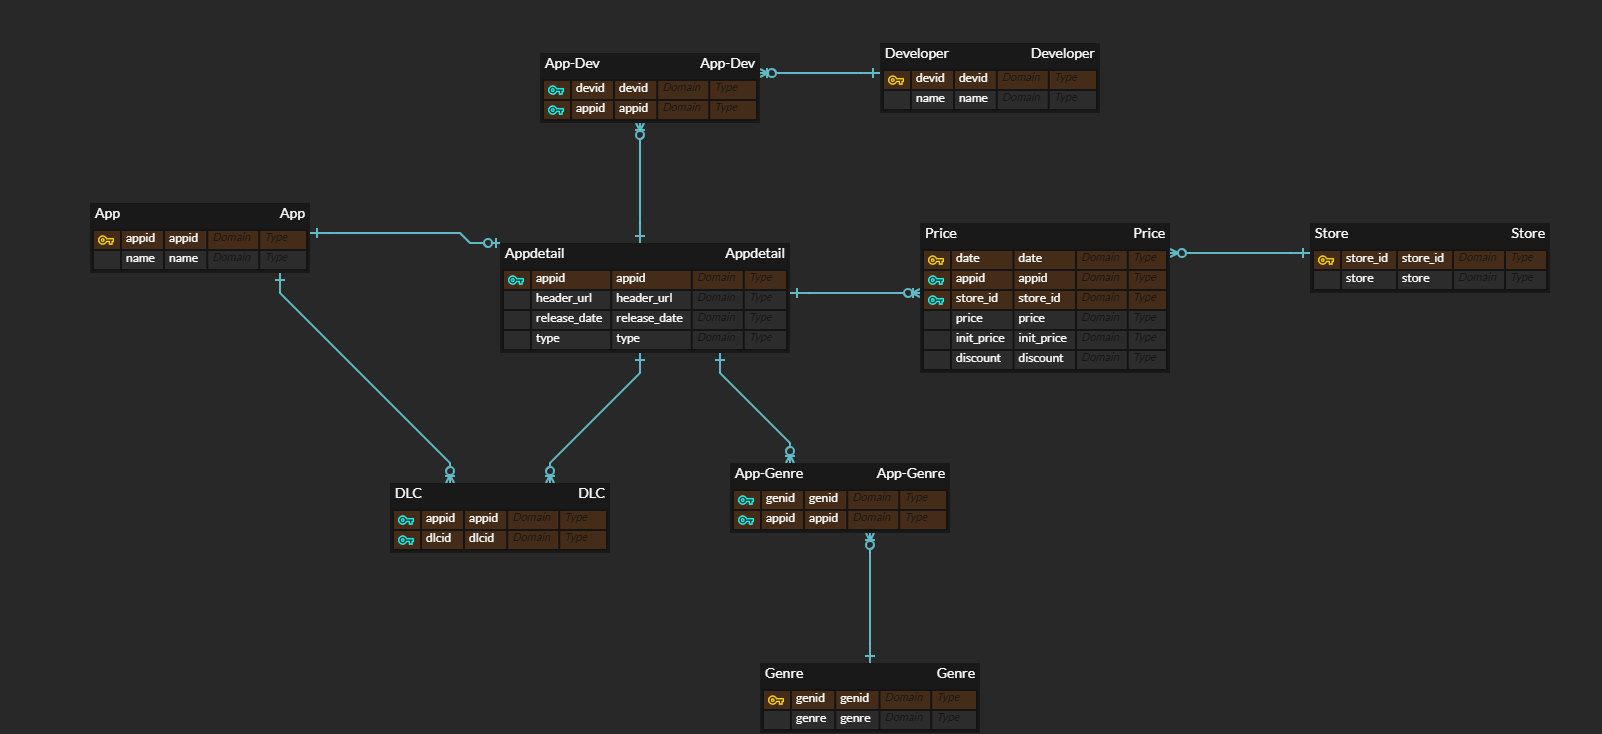 App-Dev App-Dev
devid devid Domain Type
appid appid Domain Type
Developer Developer
devid devid Domain Type
name name Domain Type
App App
appid appid Domain Type
name name Domain Type
Appdetail Appdetail
appid appid Domain Type
header_url header_url Domain Type
release_date release_date Domain Type
type type Domain Type
Price Price
date date Domain Type
appid appid Domain Type
store_id store_id Domain Type
price price Domain Type
init_price init_price Domain Type
discount discount Domain Type
Store Store
store_id store_id Domain Type
store store Domain Type
DLC DLC
appid appid Domain Type
dlcid dlcid Domain Type
App-Genre App-Genre
genid genid Domain Type
appid appid Domain Type
Genre Genre
genid genid Domain Type
genre genre Domain Type